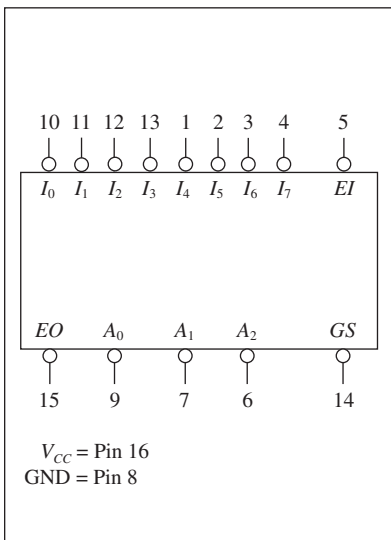 10 11 12 13 1 2 3 4 5
I₀ I₁ I₂ I₃ I₄ I₅ I₆ I₇ EI
EO A₀ A₁ A₂ GS
15 9 7 6 14
V_CC = Pin 16
GND = Pin 8